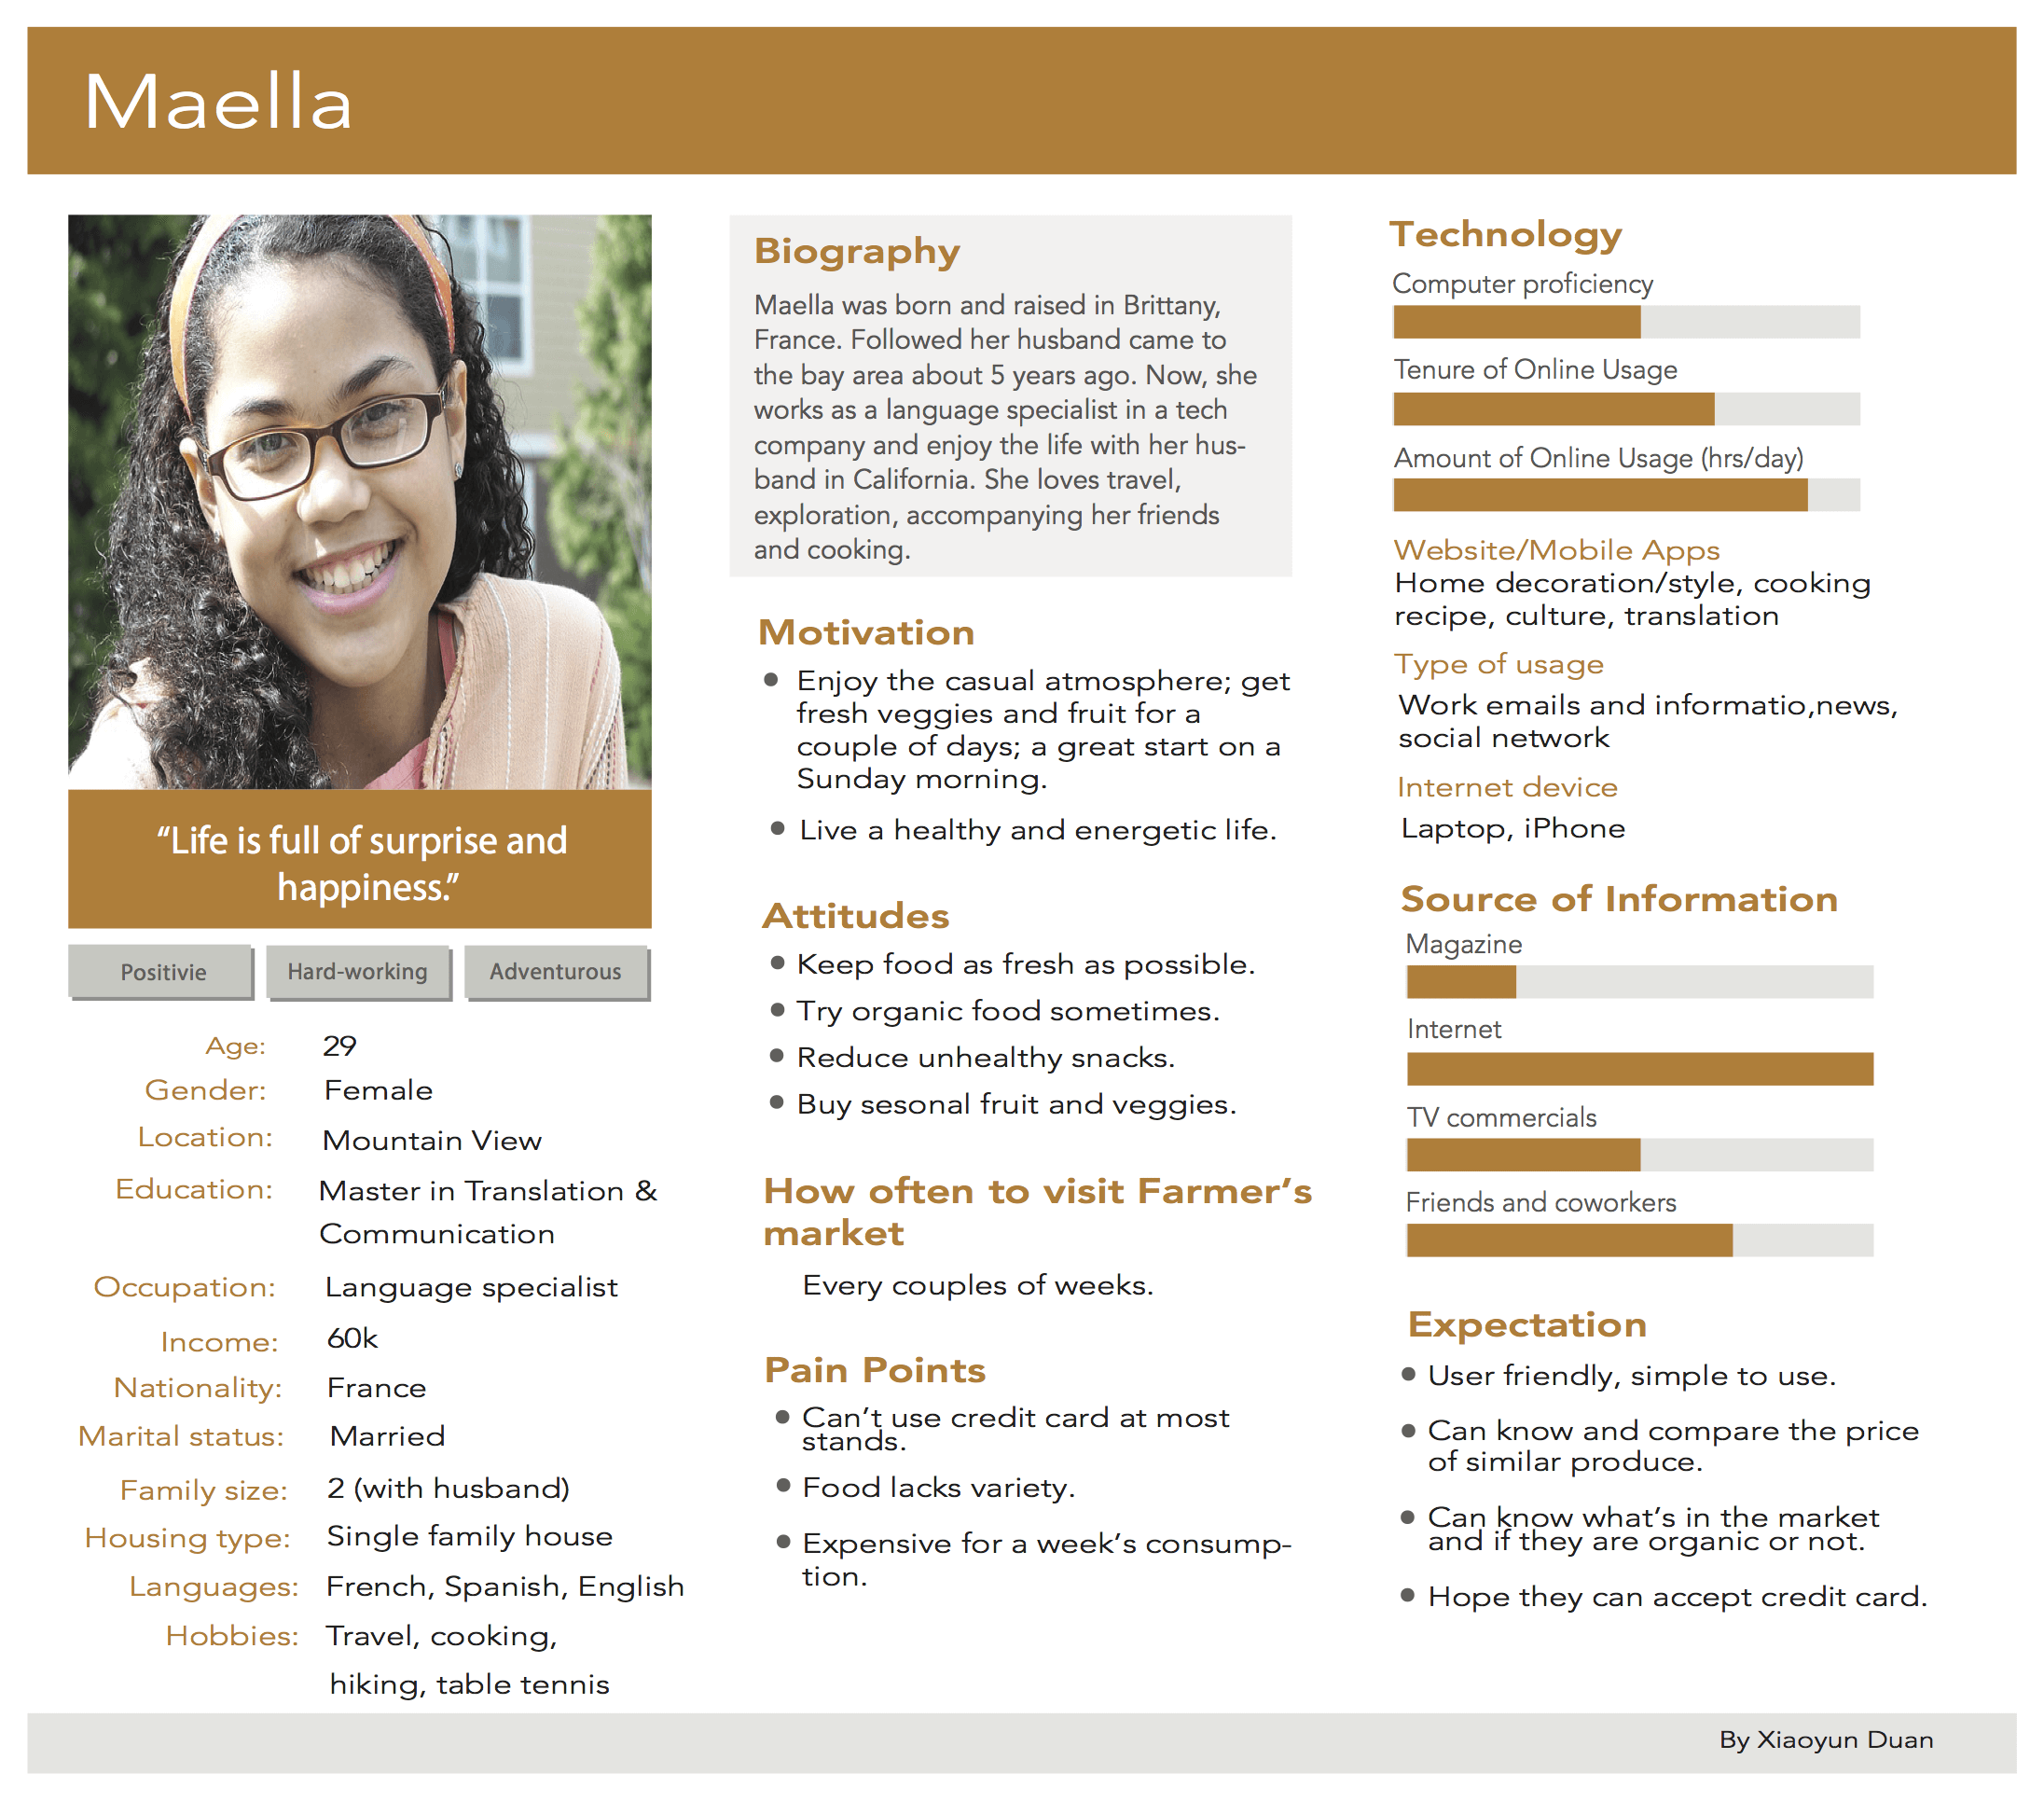 Maella
“Life is full of surprise and
happiness.”
Positivie
Hard-working
Adventurous
Age: 29
Gender: Female
Location: Mountain View
Education: Master in Translation &
Communication
Occupation: Language specialist
Income: 60k
Nationality: France
Marital status: Married
Family size: 2 (with husband)
Housing type: Single family house
Languages: French, Spanish, English
Hobbies: Travel, cooking,
hiking, table tennis
Biography
Maella was born and raised in Brittany,
France. Followed her husband came to
the bay area about 5 years ago. Now, she
works as a language specialist in a tech
company and enjoy the life with her hus-
band in California. She loves travel,
exploration, accompanying her friends
and cooking.
Motivation
• Enjoy the casual atmosphere; get
fresh veggies and fruit for a
couple of days; a great start on a
Sunday morning.
• Live a healthy and energetic life.
Attitudes
• Keep food as fresh as possible.
• Try organic food sometimes.
• Reduce unhealthy snacks.
• Buy sesonal fruit and veggies.
How often to visit Farmer’s
market
Every couples of weeks.
Pain Points
• Can’t use credit card at most
stands.
• Food lacks variety.
• Expensive for a week’s consump-
tion.
Technology
Computer proficiency
Tenure of Online Usage
Amount of Online Usage (hrs/day)
Website/Mobile Apps
Home decoration/style, cooking
recipe, culture, translation
Type of usage
Work emails and informatio,news,
social network
Internet device
Laptop, iPhone
Source of Information
Magazine
Internet
TV commercials
Friends and coworkers
Expectation
• User friendly, simple to use.
• Can know and compare the price
of similar produce.
• Can know what’s in the market
and if they are organic or not.
• Hope they can accept credit card.
By Xiaoyun Duan